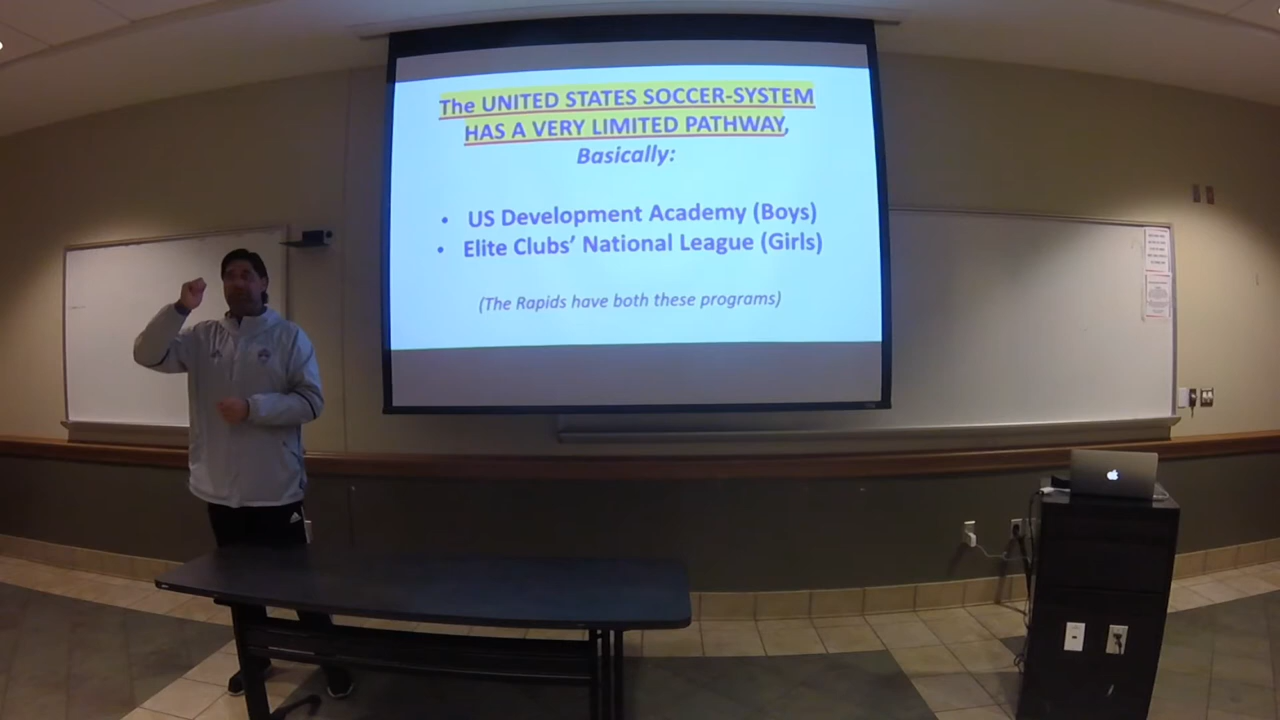 The UNITED STATES SOCCER-SYSTEM
HAS A VERY LIMITED PATHWAY,
Basically:
• US Development Academy (Boys)
• Elite Clubs' National League (Girls)
(The Rapids have both these programs)